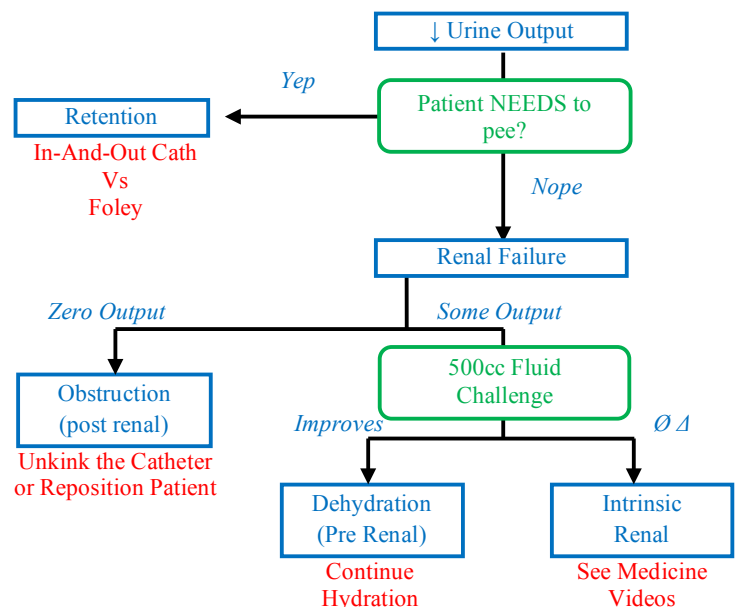 ↓ Urine Output
Yep
Patient NEEDS to
pee?
Retention
In-And-Out Cath
Vs
Foley
Nope
Renal Failure
Zero Output
Some Output
500cc Fluid
Challenge
Obstruction
(post renal)
Unkink the Catheter
or Reposition Patient
Improves
Ø Δ
Dehydration
(Pre Renal)
Continue
Hydration
Intrinsic
Renal
See Medicine
Videos